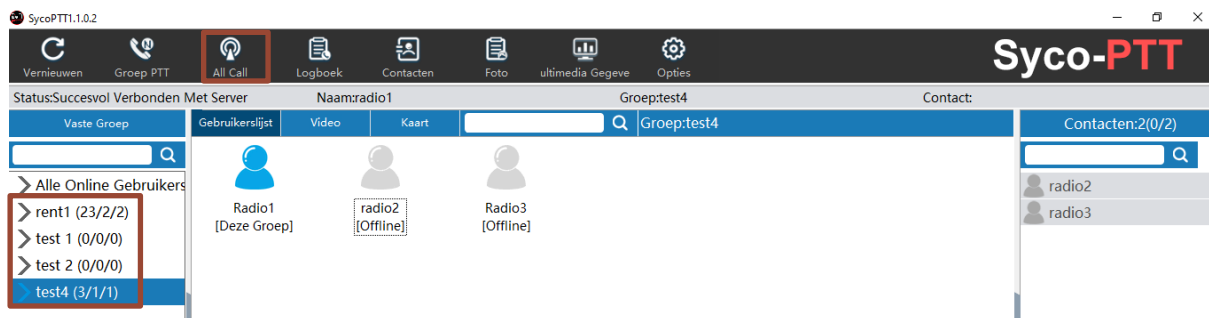 SycoPTT1.1.0.2
Vernieuwen Groep PTT All Call Logboek Contacten Foto ultimedia Gegeve Opties Syco-PTT
Status:Succesvol Verbonden Met Server Naam:radio1 Groep:test4 Contact:
Vaste Groep Gebruikerslijst Video Kaart Groep:test4 Contacten:2(0/2)
Alle Online Gebruikers
rent1 (23/2/2)
test 1 (0/0/0)
test 2 (0/0/0)
test4 (3/1/1)
Radio1 radio2 Radio3
[Deze Groep] [Offline] [Offline]
radio2
radio3